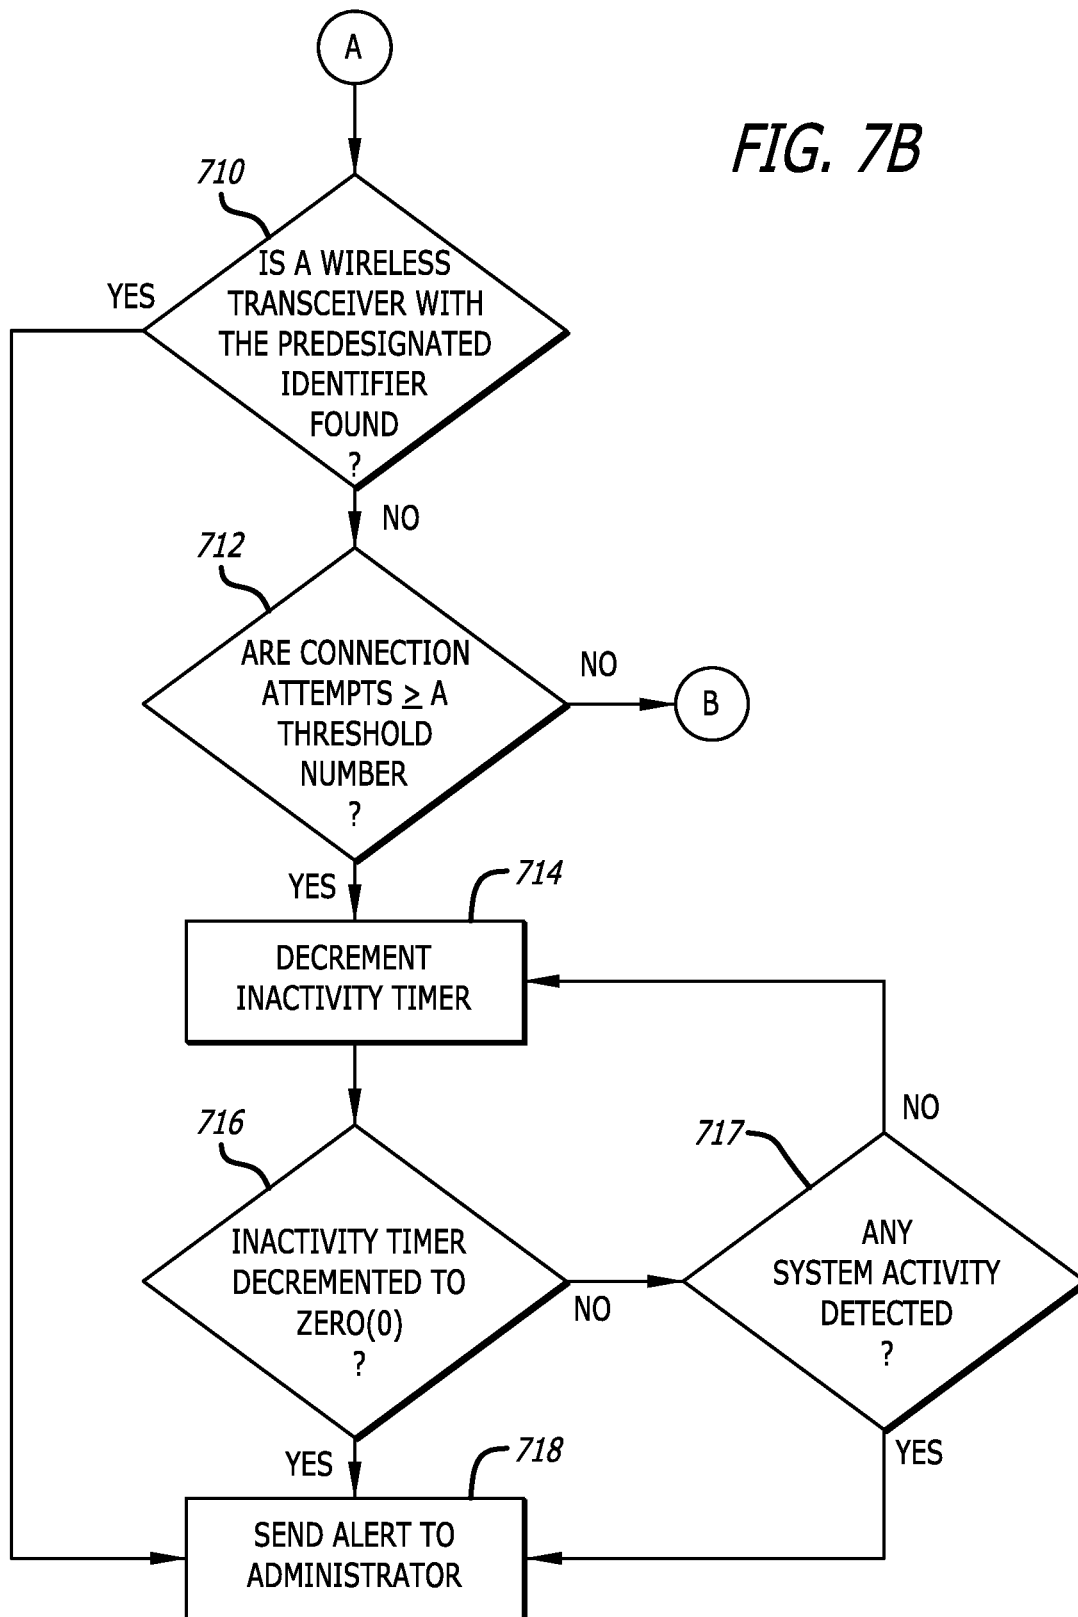 A
FIG. 7B
710
YES
IS A WIRELESS
TRANSCEIVER WITH
THE PREDESIGNATED
IDENTIFIER
FOUND
?
NO
712
ARE CONNECTION
ATTEMPTS ≥ A
THRESHOLD
NUMBER
?
NO
B
YES
714
DECREMENT
INACTIVITY TIMER
716
INACTIVITY TIMER
DECREMENTED TO
ZERO(0)
?
NO
717
NO
ANY
SYSTEM ACTIVITY
DETECTED
?
YES
YES
718
SEND ALERT TO
ADMINISTRATOR